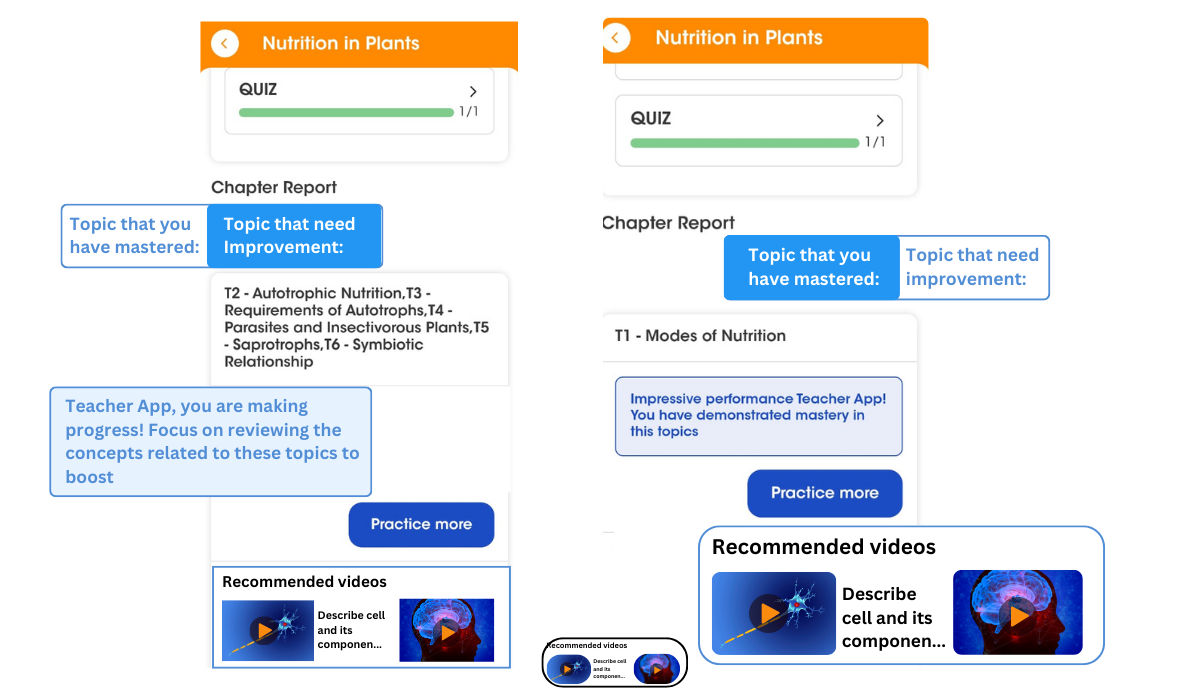 Nutrition in Plants
QUIZ
1/1
Chapter Report
Topic that you
have mastered:
Topic that need
Improvement:
T2 - Autotrophic Nutrition,T3 -
Requirements of Autotrophs,T4 -
Parasites and Insectivorous Plants,T5
- Saprotrophs,T6 - Symbiotic
Relationship
Teacher App, you are making
progress! Focus on reviewing the
concepts related to these topics to
boost
Practice more
Recommended videos
Describe cell
and its
componen...
Nutrition in Plants
QUIZ
1/1
Chapter Report
Topic that you
have mastered:
Topic that need
improvement:
T1 - Modes of Nutrition
Impressive performance Teacher App!
You have demonstrated mastery in
this topics
Practice more
Recommended videos
Describe
cell and its
componen...
Recommended videos
Describe cell
and its
componen...